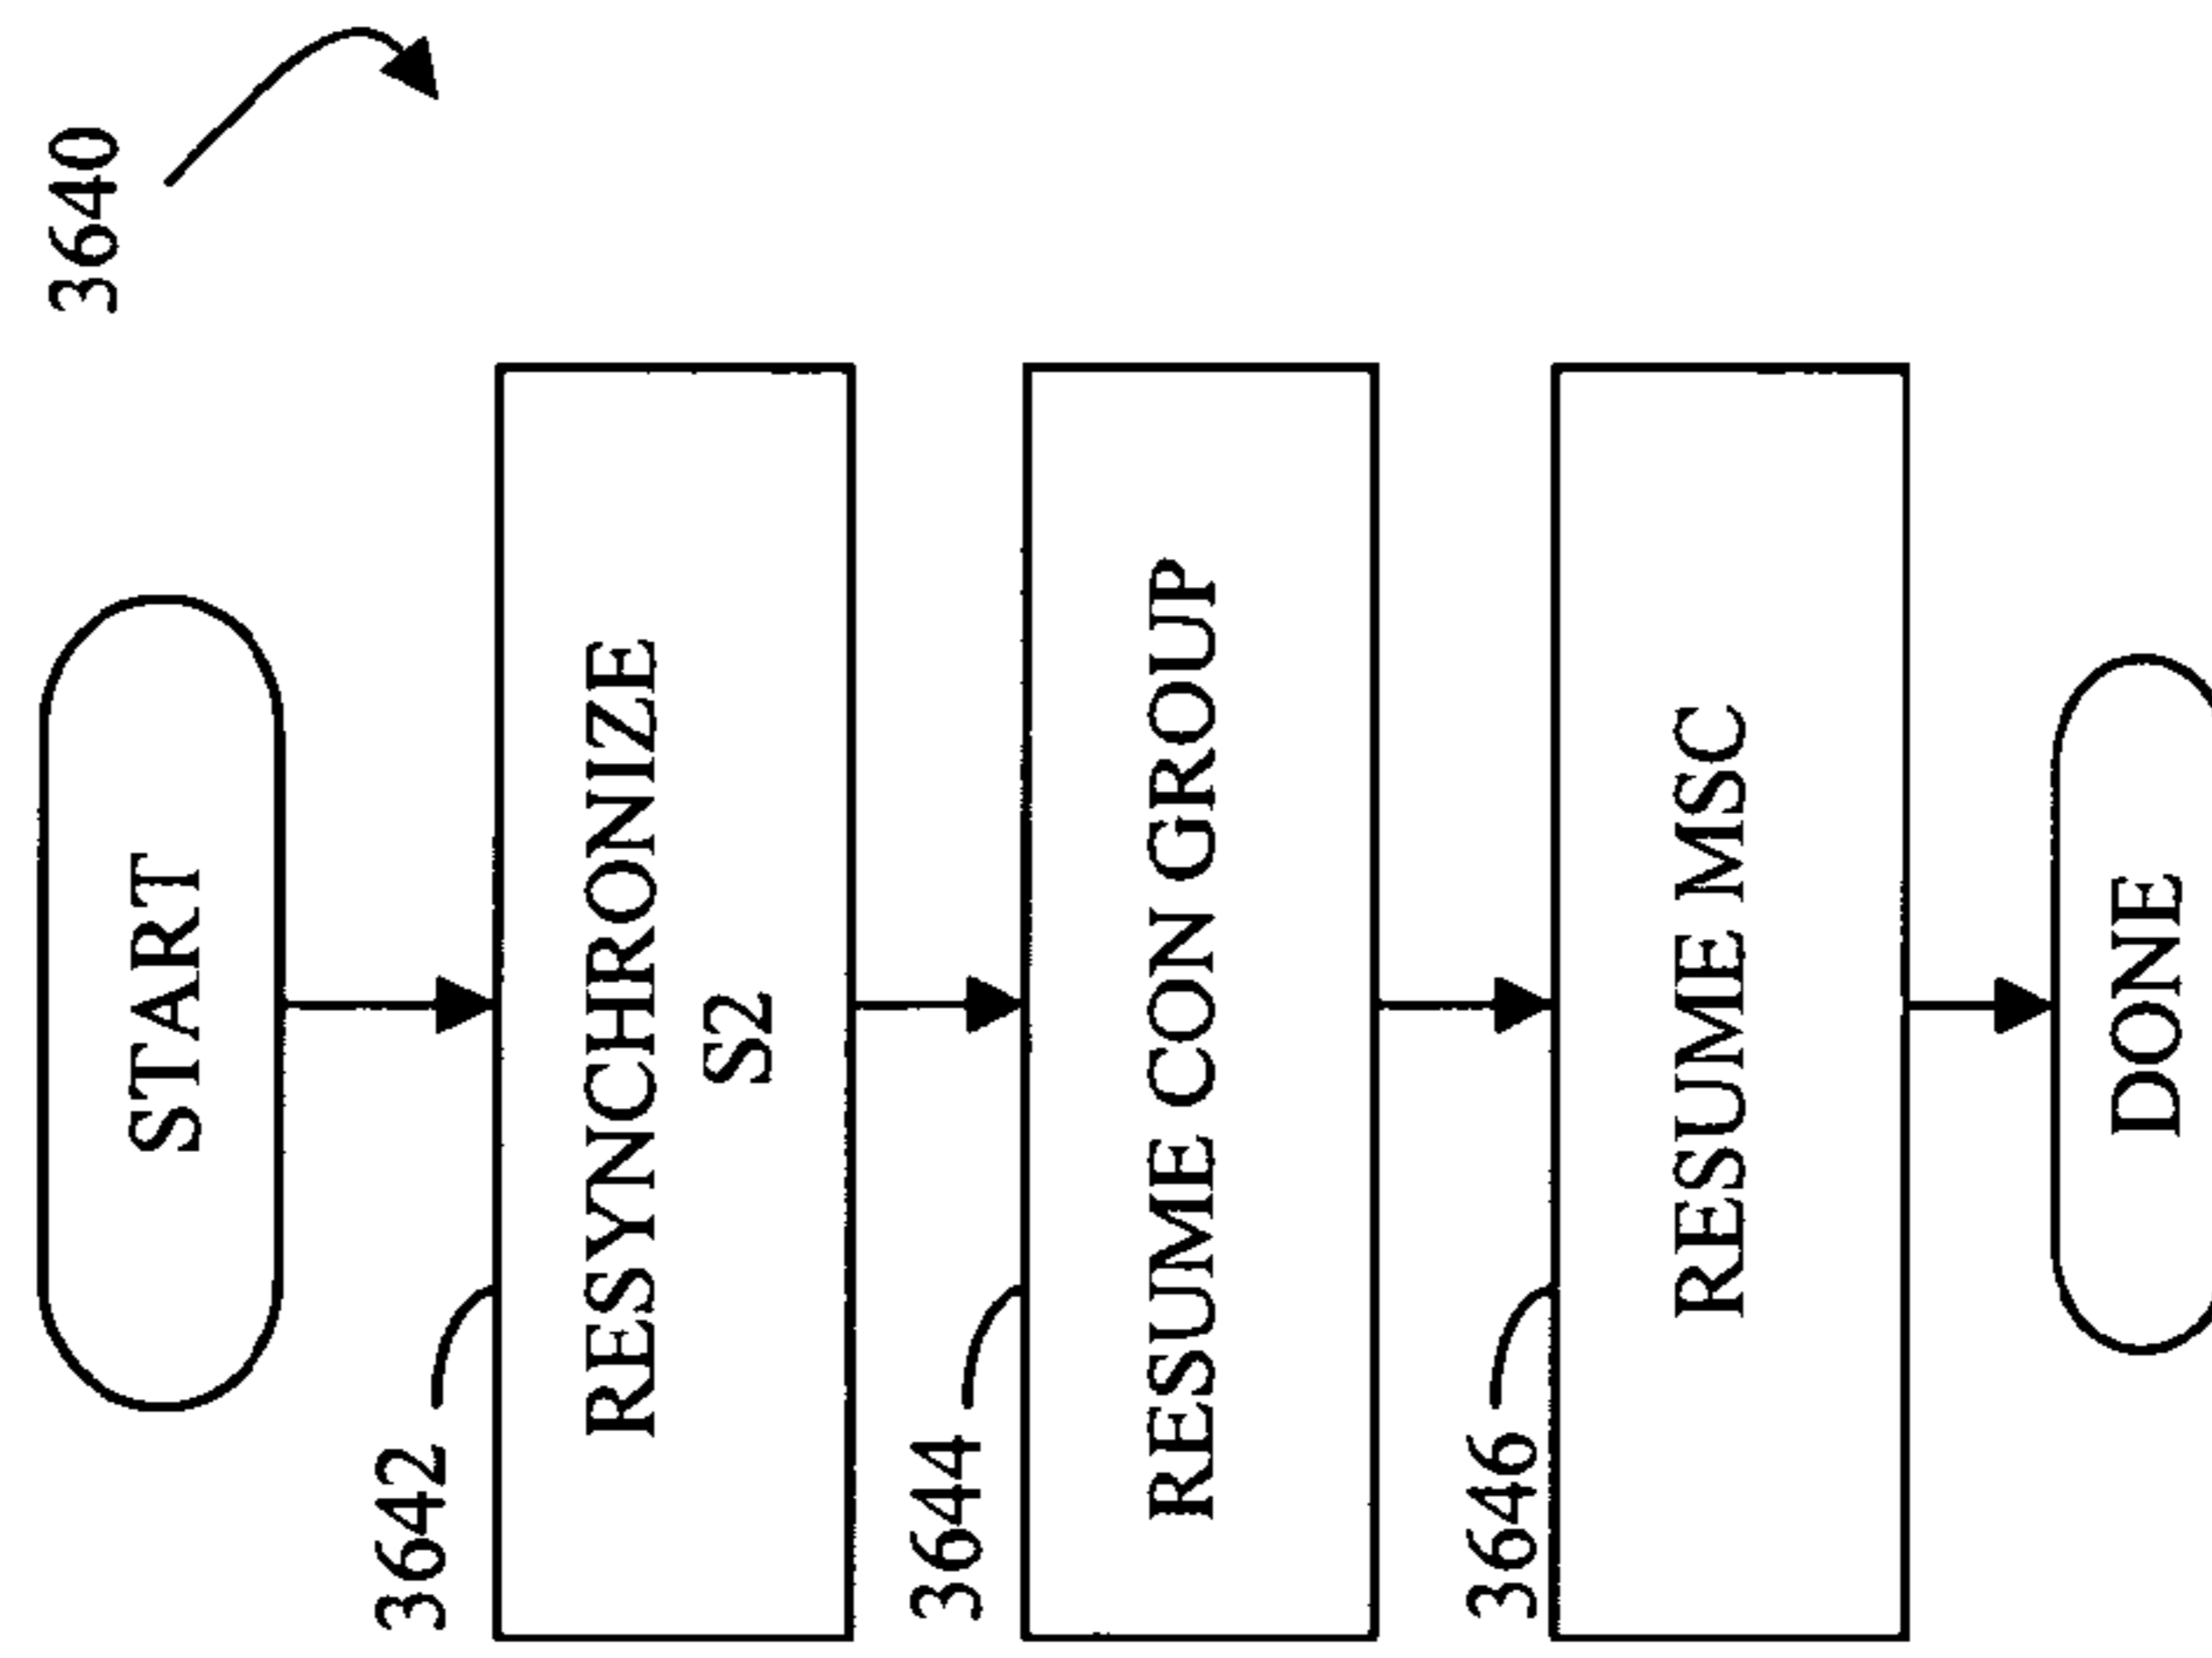 3640
START
3642
RESYNCHRONIZE
S2
3644
RESUME CON GROUP
3646
RESUME MSC
DONE